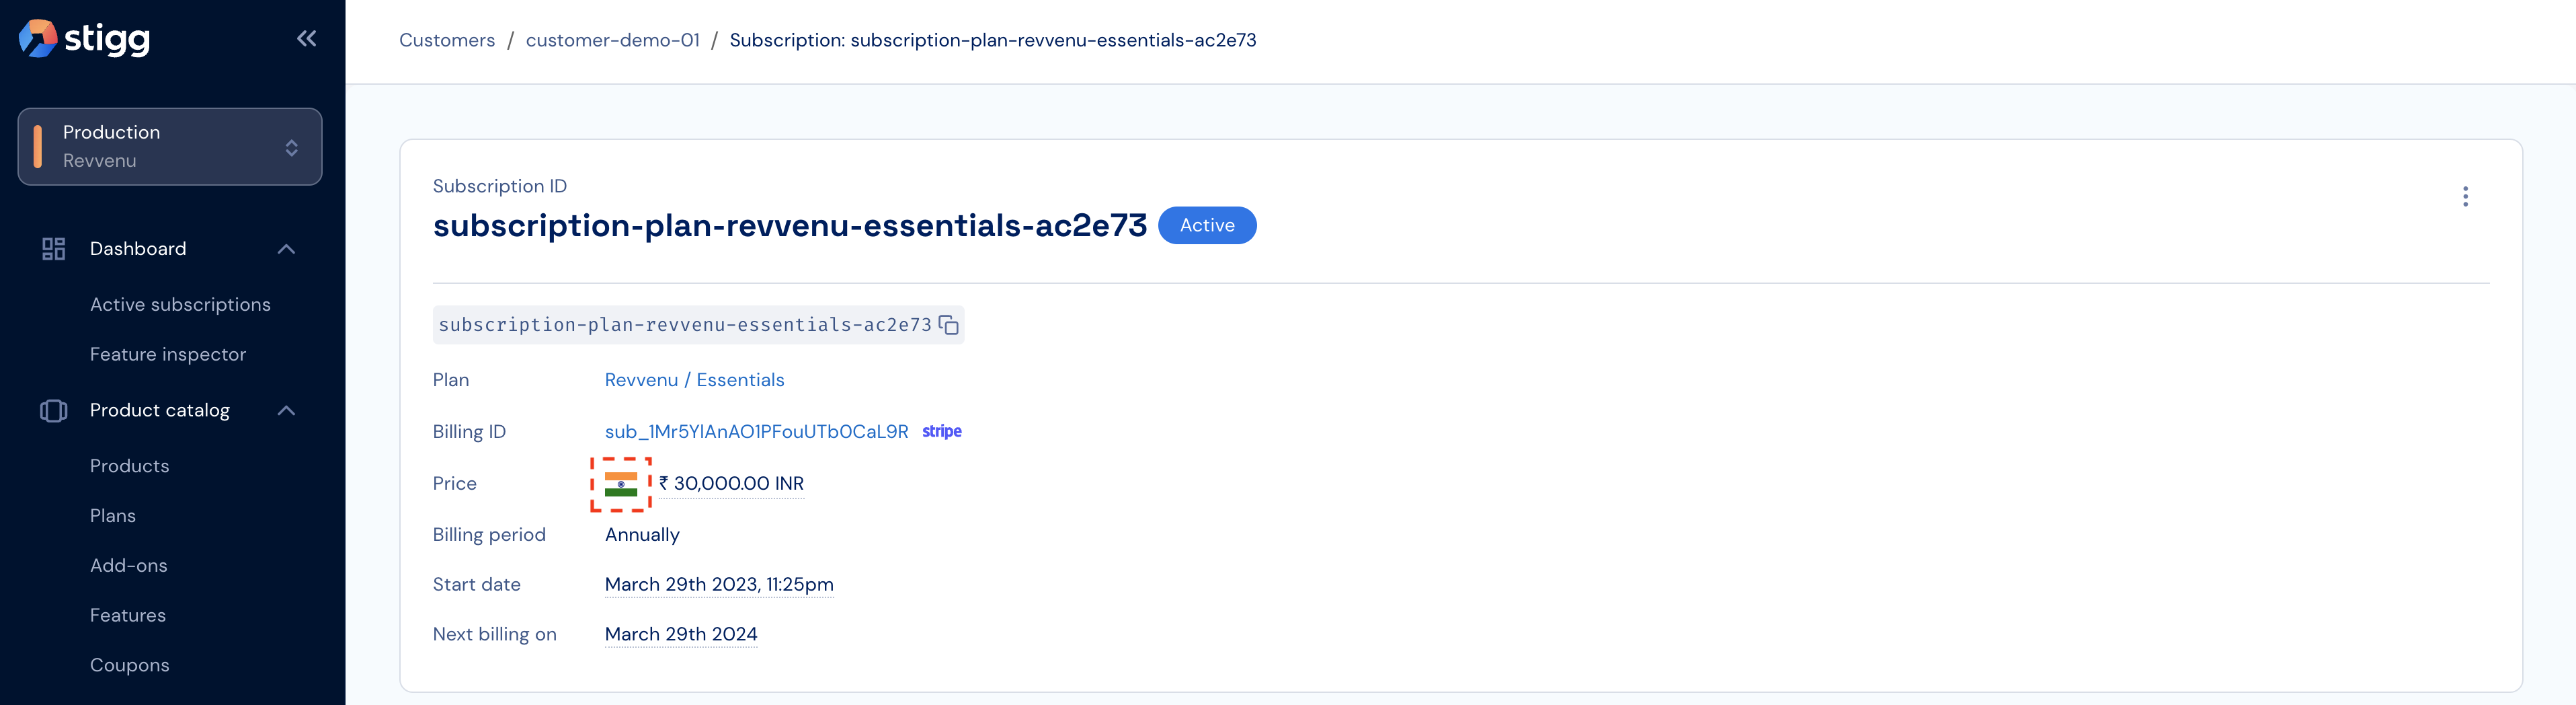 stigg
Production
Revvenu
Dashboard
Active subscriptions
Feature inspector
Product catalog
Products
Plans
Add-ons
Features
Coupons
Customers / customer-demo-01 / Subscription: subscription-plan-revvenu-essentials-ac2e73
Subscription ID
subscription-plan-revvenu-essentials-ac2e73 Active
subscription-plan-revvenu-essentials-ac2e73
Plan Revvenu / Essentials
Billing ID sub_1Mr5YlAnAO1PFouUTb0CaL9R stripe
Price ₹ 30,000.00 INR
Billing period Annually
Start date March 29th 2023, 11:25pm
Next billing on March 29th 2024